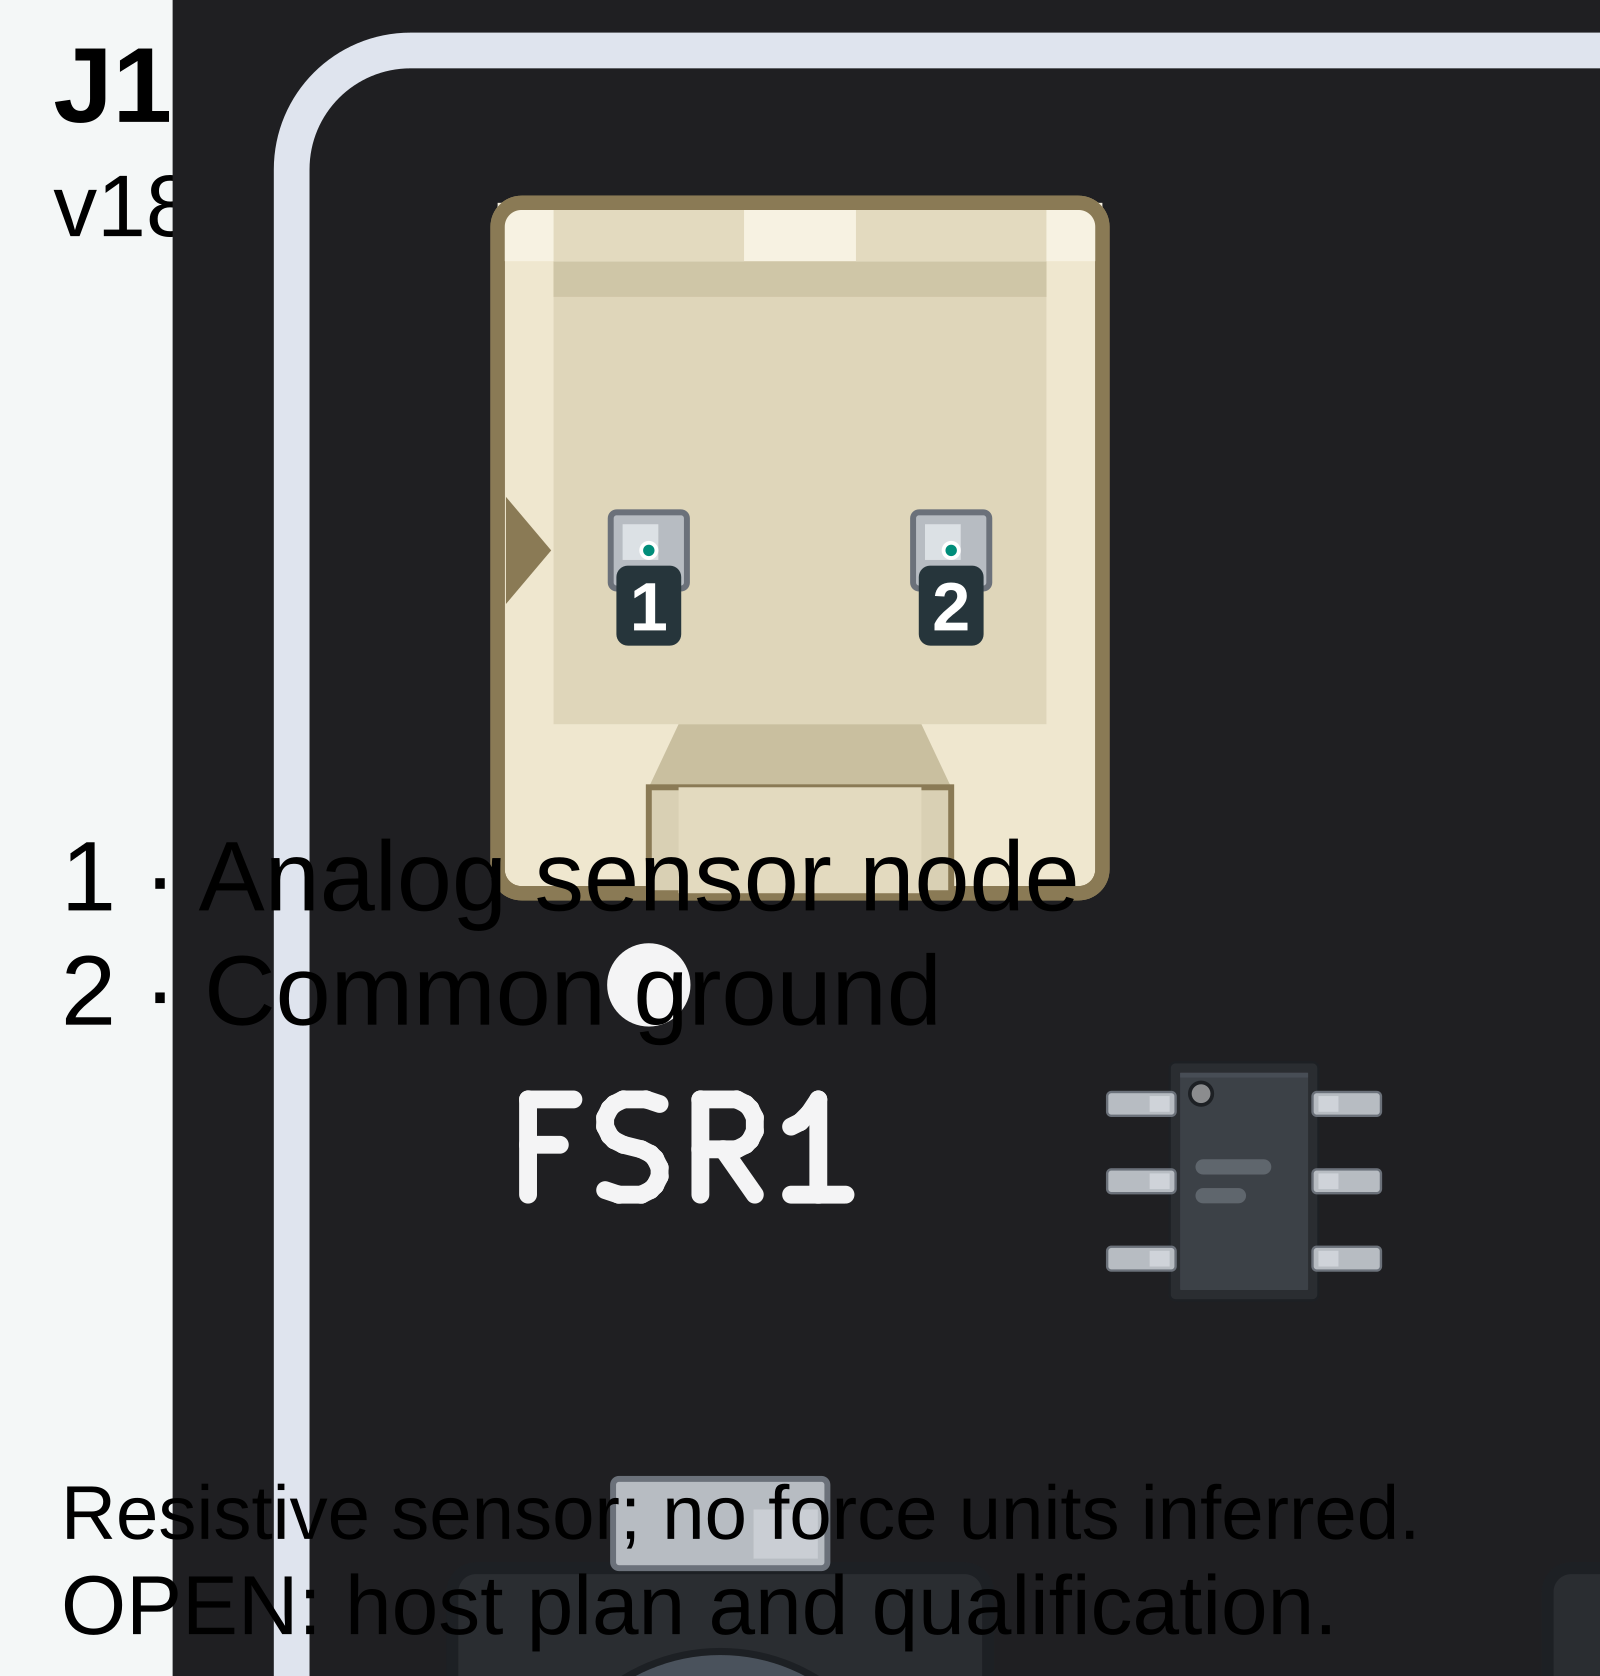 J1
v18
1 2
1 · Analog sensor node
2 · Common ground
FSR1
Resistive sensor; no force units inferred.
OPEN: host plan and qualification.